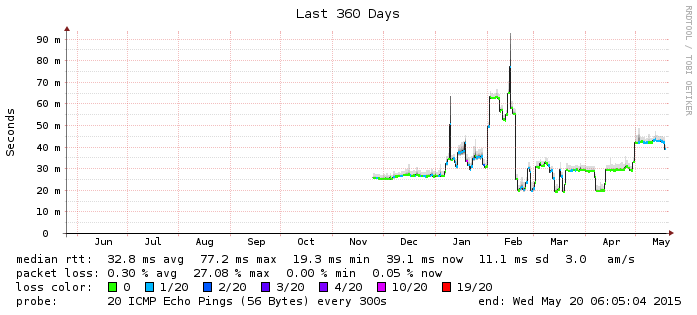 Last 360 Days
RRDTOOL / TOBI OETIKER
Seconds
90 m
80 m
70 m
60 m
50 m
40 m
30 m
20 m
10 m
0
Jun Jul Aug Sep Oct Nov Dec Jan Feb Mar Apr May
median rtt: 32.8 ms avg 77.2 ms max 19.3 ms min 39.1 ms now 11.1 ms sd 3.0 am/s
packet loss: 0.30 % avg 27.08 % max 0.00 % min 0.05 % now
loss color: 0 1/20 2/20 3/20 4/20 10/20 19/20
probe: 20 ICMP Echo Pings (56 Bytes) every 300s end: Wed May 20 06:05:04 2015